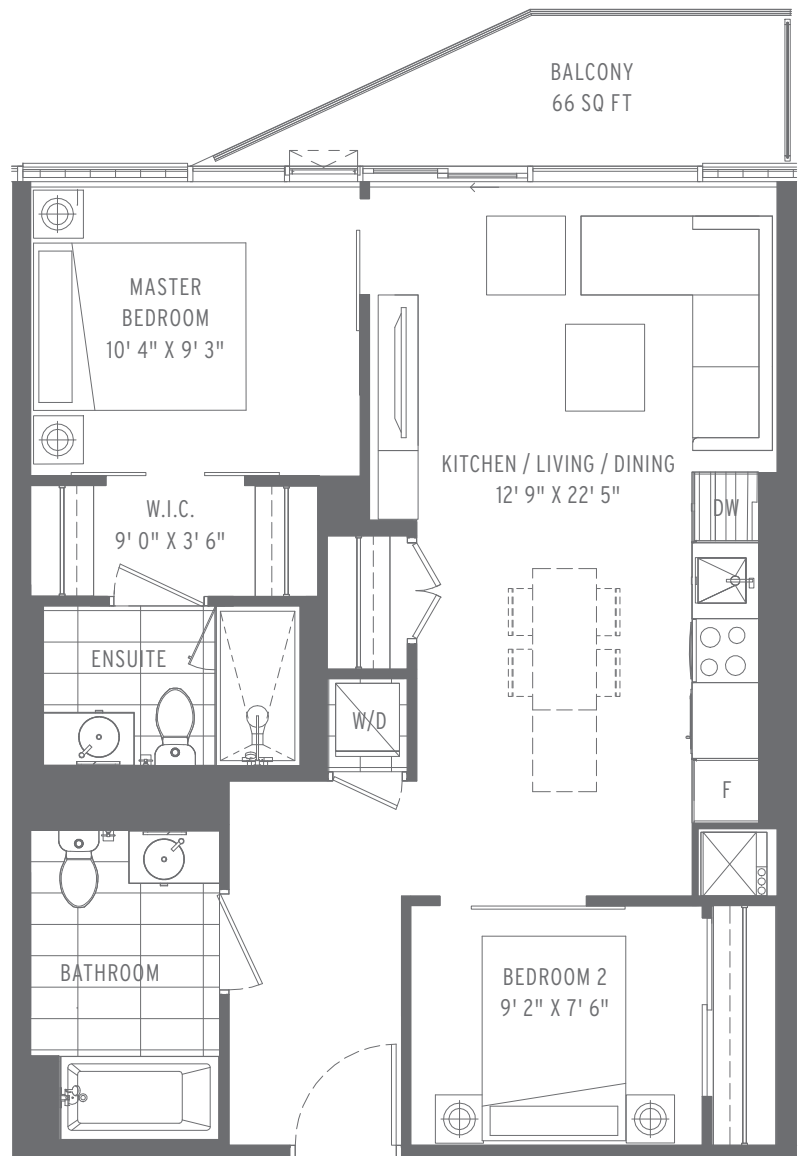 BALCONY
66 SQ FT
MASTER
BEDROOM
10' 4" X 9' 3"
KITCHEN / LIVING / DINING
12' 9" X 22' 5"
W.I.C.
9' 0" X 3' 6"
DW
ENSUITE
W/D
F
BATHROOM
BEDROOM 2
9' 2" X 7' 6"